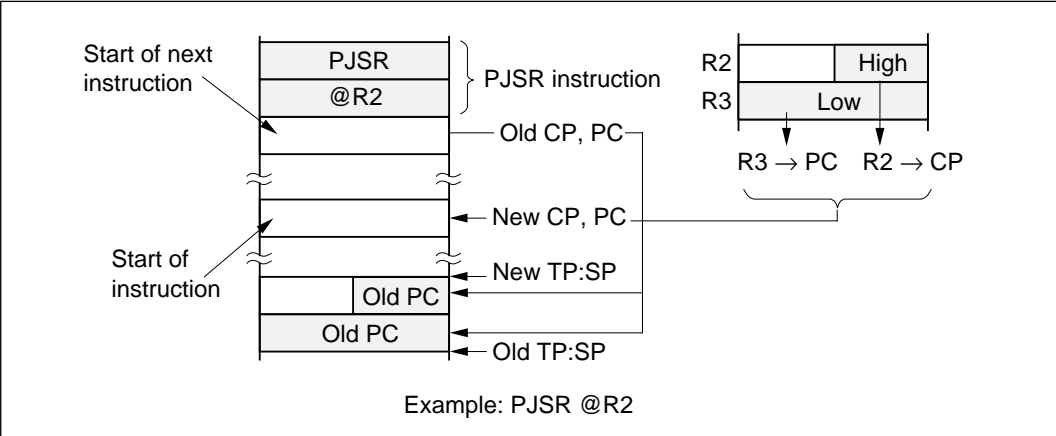 Start of next
instruction
PJSR
@R2
PJSR instruction
Old CP, PC
New CP, PC
Start of
instruction
New TP:SP
Old PC
Old PC
Old TP:SP
R2
High
R3
Low
R3 → PC R2 → CP
Example: PJSR @R2